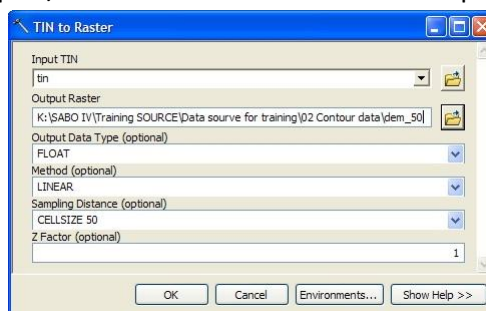 TIN to Raster
Input TIN
tin
Output Raster
K:\SABO IV\Training SOURCE\Data sourve for training\02 Contour data\dem_50
Output Data Type (optional)
FLOAT
Method (optional)
LINEAR
Sampling Distance (optional)
CELLSIZE 50
Z Factor (optional)
1
OK Cancel Environments... Show Help >>